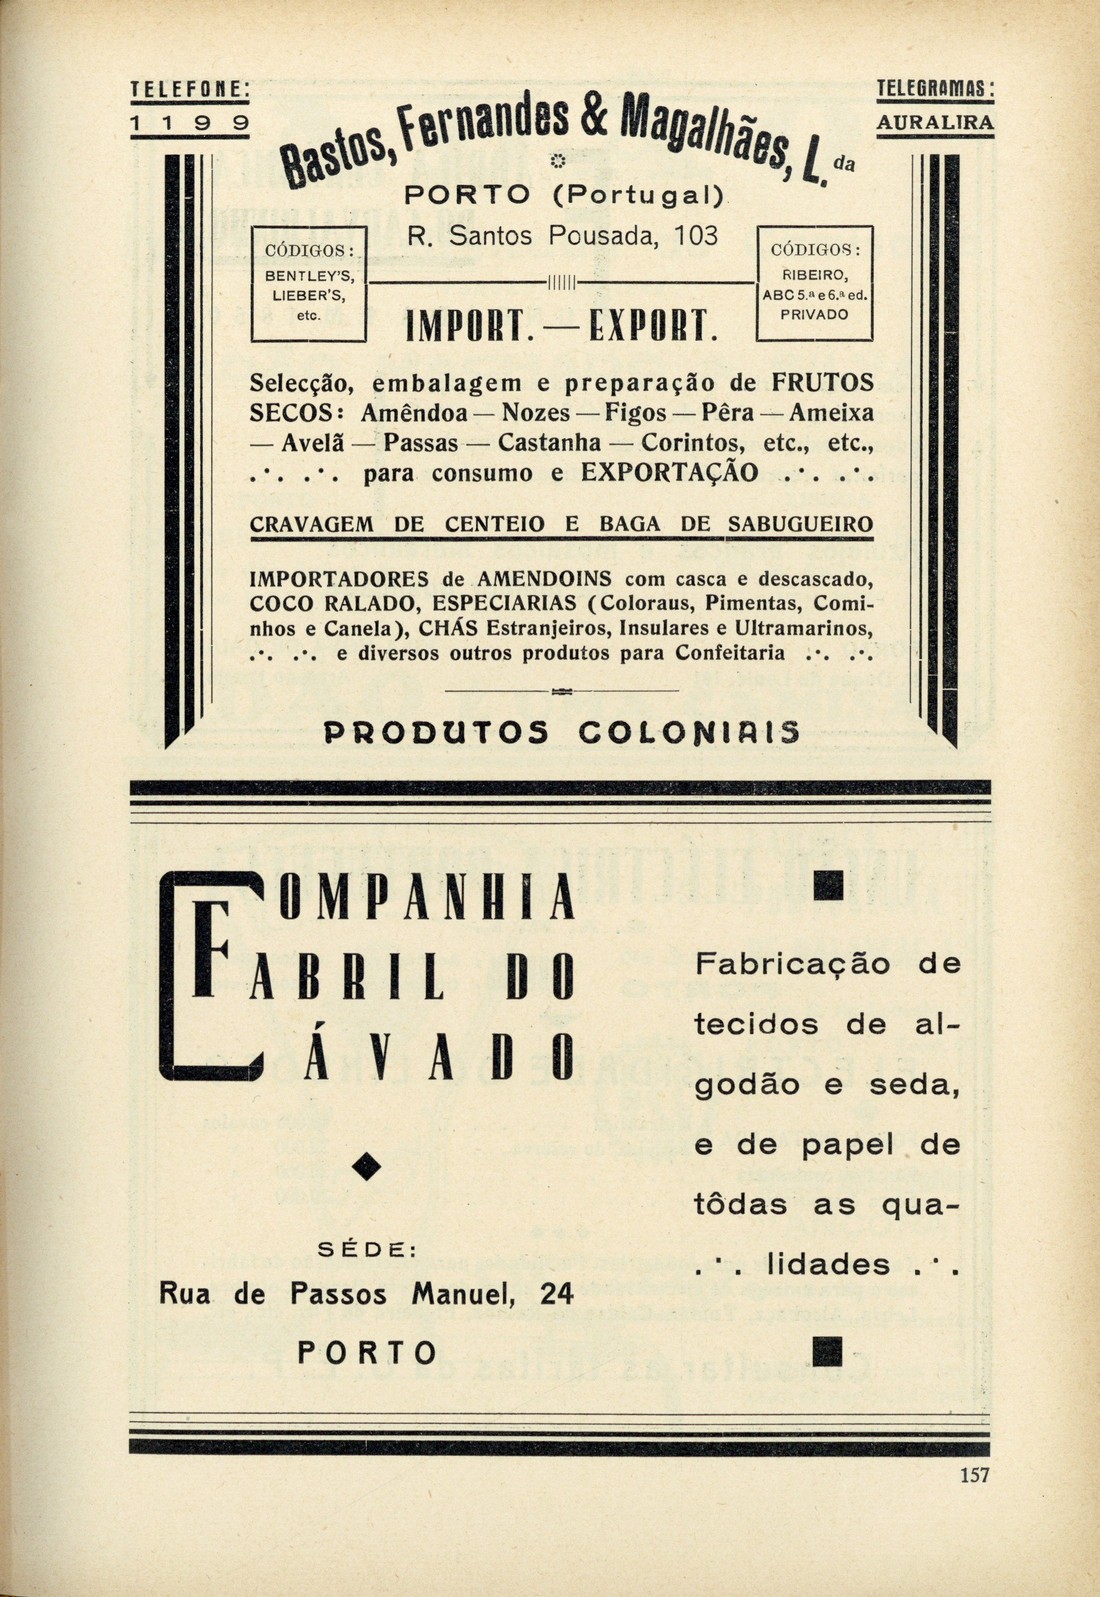 TELEFONE:
1199
TELEGRAMAS:
AURALIRA
Bastos, Fernandes & Magalhães, L.da
PORTO (Portugal)
R. Santos Pousada, 103
CÓDIGOS:
BENTLEY'S,
LIEBER'S,
etc.
CÓDIGOS:
RIBEIRO,
ABC 5.ª e 6.ª ed.
PRIVADO
IMPORT. — EXPORT.
Selecção, embalagem e preparação de FRUTOS
SECOS: Amêndoa — Nozes — Figos — Pêra — Ameixa
— Avelã — Passas — Castanha — Corintos, etc., etc.,
.·. .·. para consumo e EXPORTAÇÃO .·. .·.
CRAVAGEM DE CENTEIO E BAGA DE SABUGUEIRO
IMPORTADORES de AMENDOINS com casca e descascado,
COCO RALADO, ESPECIARIAS (Coloraus, Pimentas, Comi-
nhos e Canela), CHÁS Estranjeiros, Insulares e Ultramarinos,
.·. .·. e diversos outros produtos para Confeitaria .·. .·.
PRODUTOS COLONIAIS
COMPANHIA
FABRIL DO
CÁVADO
SÉDE:
Rua de Passos Manuel, 24
PORTO
Fabricação de
tecidos de al-
godão e seda,
e de papel de
tôdas as qua-
.·. lidades .·.
157